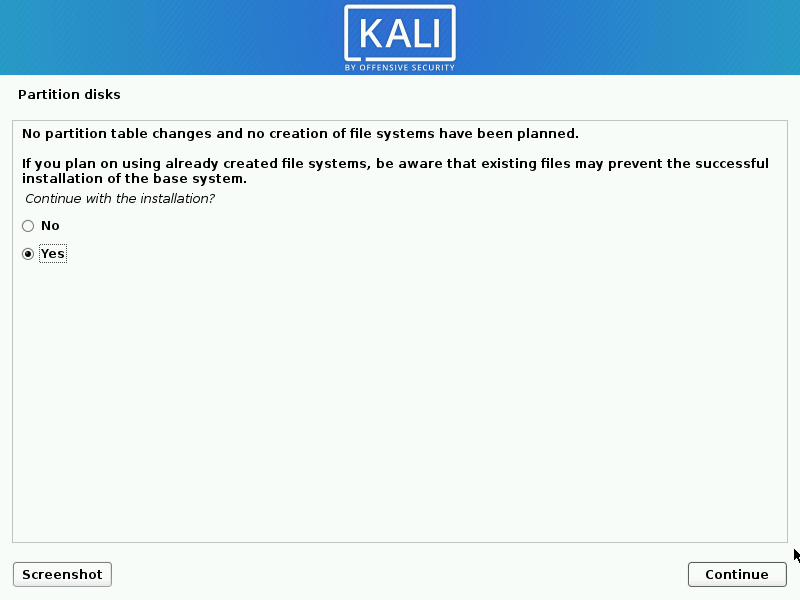 KALI
BY OFFENSIVE SECURITY
Partition disks
No partition table changes and no creation of file systems have been planned.
If you plan on using already created file systems, be aware that existing files may prevent the successful
installation of the base system.
Continue with the installation?
No
Yes
Screenshot
Continue